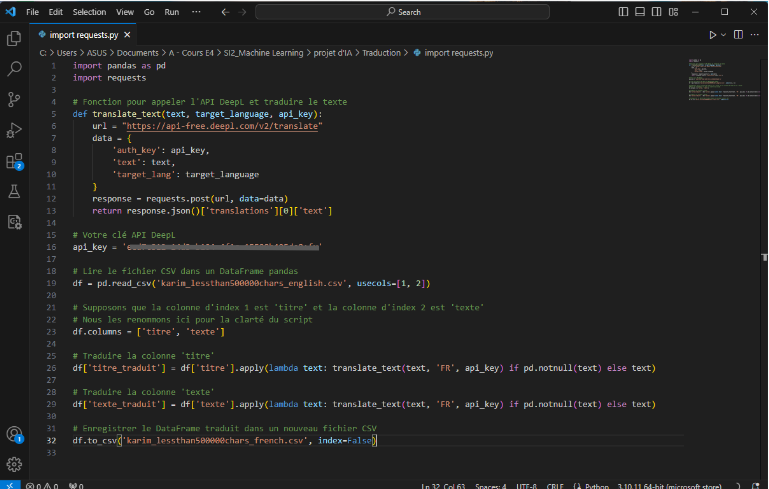 File Edit Selection View Go Run ··· Search
import requests.py
C: > Users > ASUS > Documents > A - Cours E4 > SI2_Machine Learning > projet d'IA > Traduction > import requests.py
1 import pandas as pd
2 import requests
3
4 # Fonction pour appeler l'API DeepL et traduire le texte
5 def translate_text(text, target_language, api_key):
6 url = "https://api-free.deepl.com/v2/translate"
7 data = {
8 'auth_key': api_key,
9 'text': text,
10 'target_lang': target_language
11 }
12 response = requests.post(url, data=data)
13 return response.json()['translations'][0]['text']
14
15 # Votre clé API DeepL
16 api_key = '
17
18 # Lire le fichier CSV dans un DataFrame pandas
19 df = pd.read_csv('karim_lessthan500000chars_english.csv', usecols=[1, 2])
20
21 # Supposons que la colonne d'index 1 est 'titre' et la colonne d'index 2 est 'texte'
22 # Nous les renommons ici pour la clarté du script
23 df.columns = ['titre', 'texte']
24
25 # Traduire la colonne 'titre'
26 df['titre_traduit'] = df['titre'].apply(lambda text: translate_text(text, 'FR', api_key) if pd.notnull(text) else text)
27
28 # Traduire la colonne 'texte'
29 df['texte_traduit'] = df['texte'].apply(lambda text: translate_text(text, 'FR', api_key) if pd.notnull(text) else text)
30
31 # Enregistrer le DataFrame traduit dans un nouveau fichier CSV
32 df.to_csv('karim_lessthan500000chars_french.csv', index=False)
33
2
1
0 0 0 Ln 32, Col 63 Spaces: 4 UTF-8 CRLF Python 3.10.11 64-bit (microsoft store)